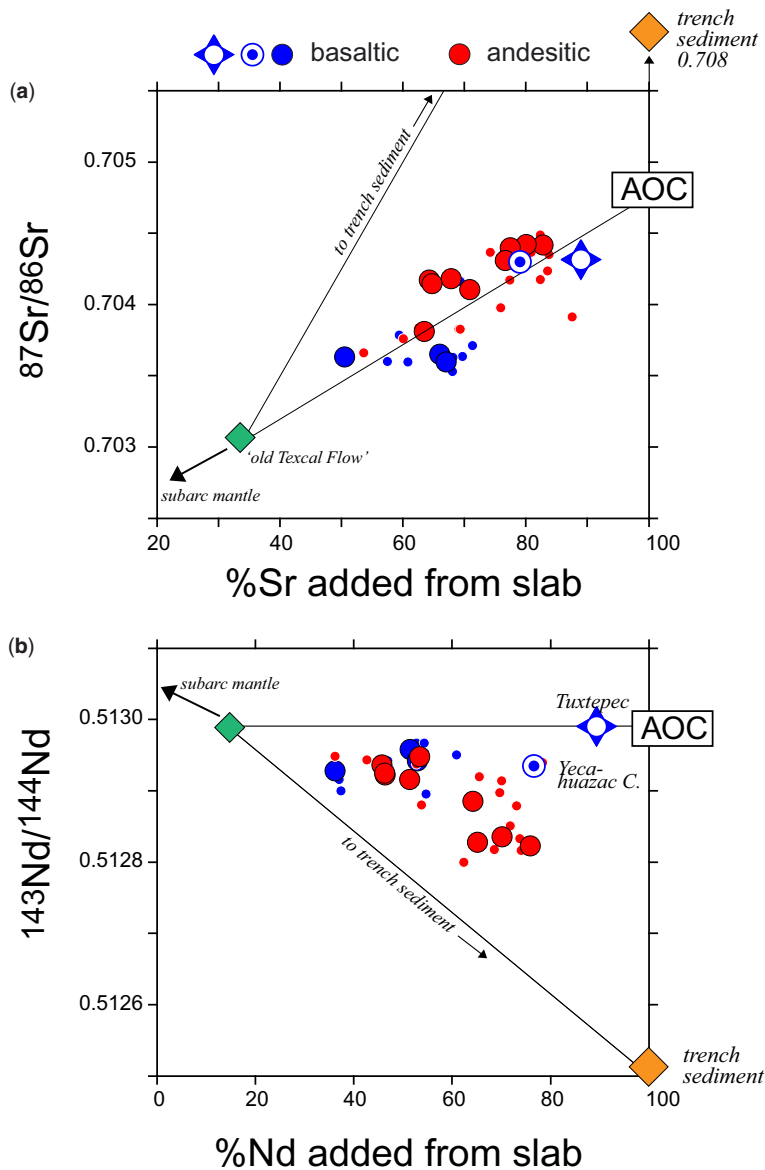 trench
sediment
0.708
basaltic
andesitic
(a)
0.705
to trench sediment
AOC
87Sr/86Sr
0.704
0.703
'old Texcal Flow'
subarc mantle
20
40
60
80
100
%Sr added from slab
(b)
subarc mantle
Tuxtepec
0.5130
AOC
Yeca-
huazac C.
143Nd/144Nd
0.5128
to trench sediment
0.5126
trench
sediment
0
20
40
60
80
100
%Nd added from slab